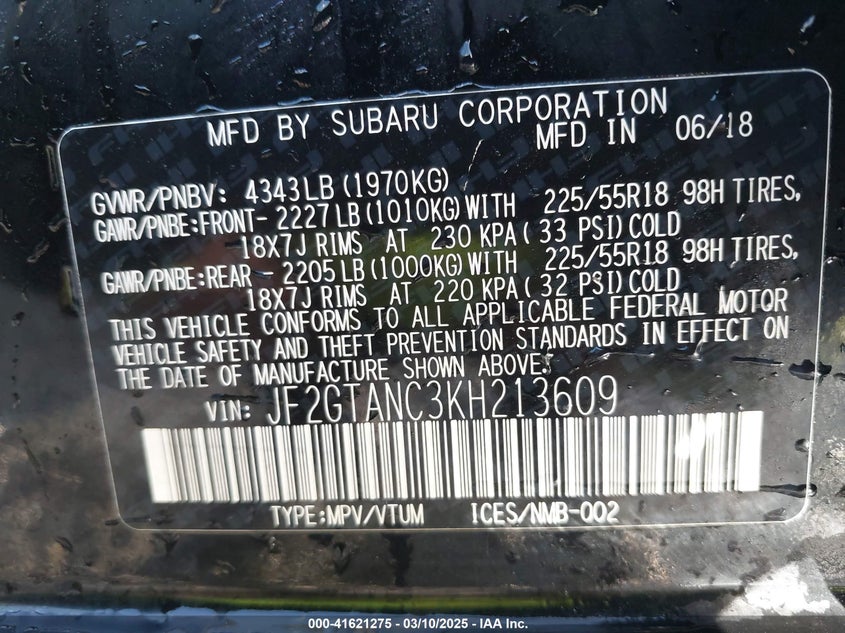 MFD BY SUBARU CORPORATION
MFD IN 06/18
GVWR/PNBV: 4343LB (1970KG)
GAWR/PNBE:FRONT- 2227LB (1010KG) WITH 225/55R18 98H TIRES,
18X7J RIMS AT 230 KPA ( 33 PSI) COLD
GAWR/PNBE:REAR - 2205LB (1000KG) WITH 225/55R18 98H TIRES,
18X7J RIMS AT 220 KPA ( 32 PSI) COLD
THIS VEHICLE CONFORMS TO ALL APPLICABLE FEDERAL MOTOR
VEHICLE SAFETY AND THEFT PREVENTION STANDARDS IN EFFECT ON
THE DATE OF MANUFACTURE SHOWN ABOVE.
VIN: JF2GTANC3KH213609
TYPE:MPV/VTUM ICES/NMB-002
000-41621275 - 03/10/2025 - IAA Inc.